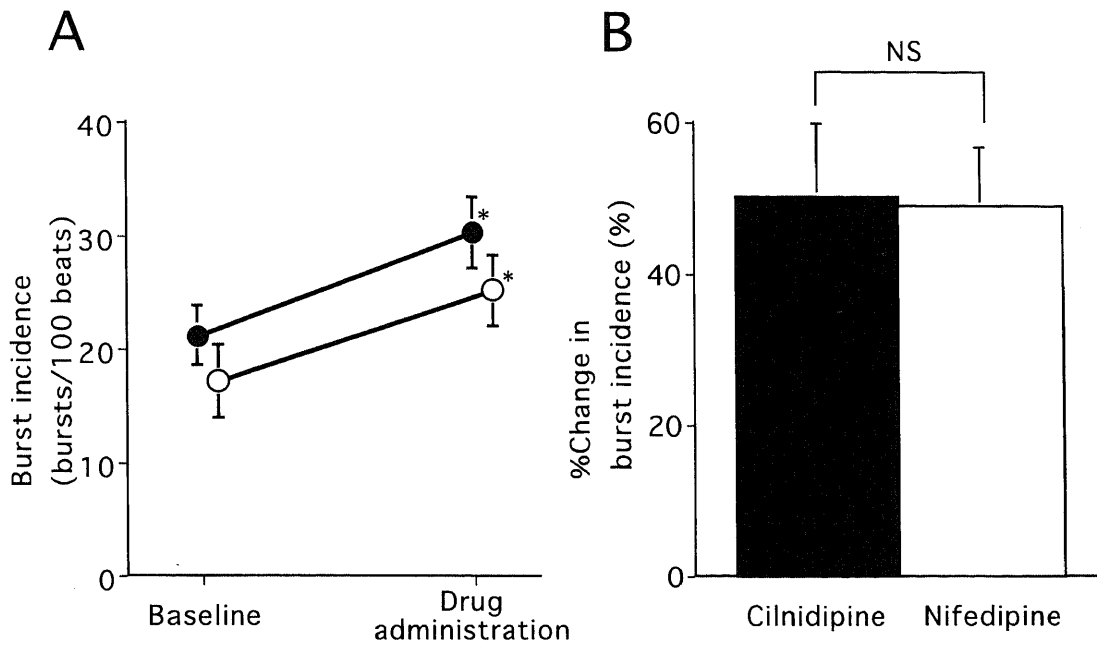 A
40
30
20
10
0
Burst incidence
(bursts/100 beats)
*
*
Baseline
Drug
administration
B
NS
60
40
20
0
%Change in
burst incidence (%)
Cilnidipine
Nifedipine